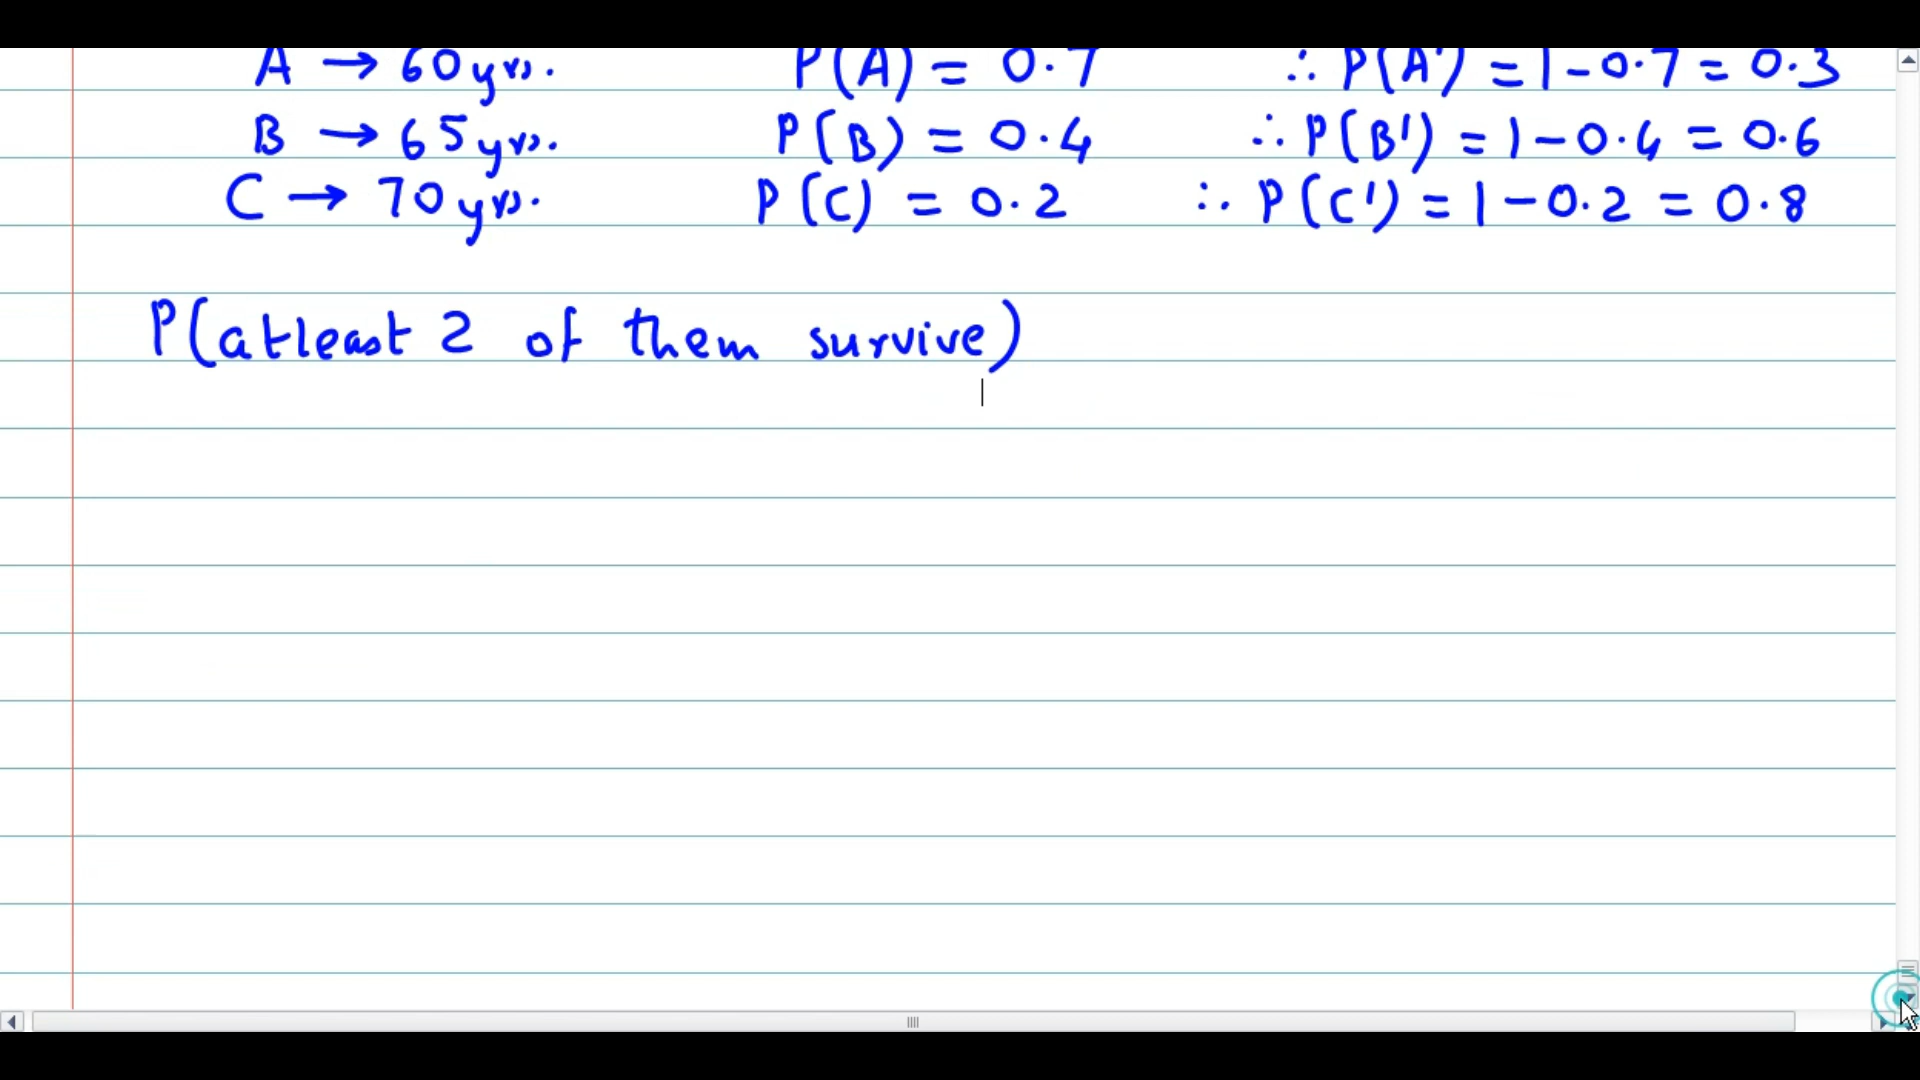 A → 60 yrs. P(A) = 0.7 ∴ P(A') = 1 - 0.7 = 0.3
B → 65 yrs. P(B) = 0.4 ∴ P(B') = 1 - 0.4 = 0.6
C → 70 yrs. P(C) = 0.2 ∴ P(C') = 1 - 0.2 = 0.8
P(atleast 2 of them survive)